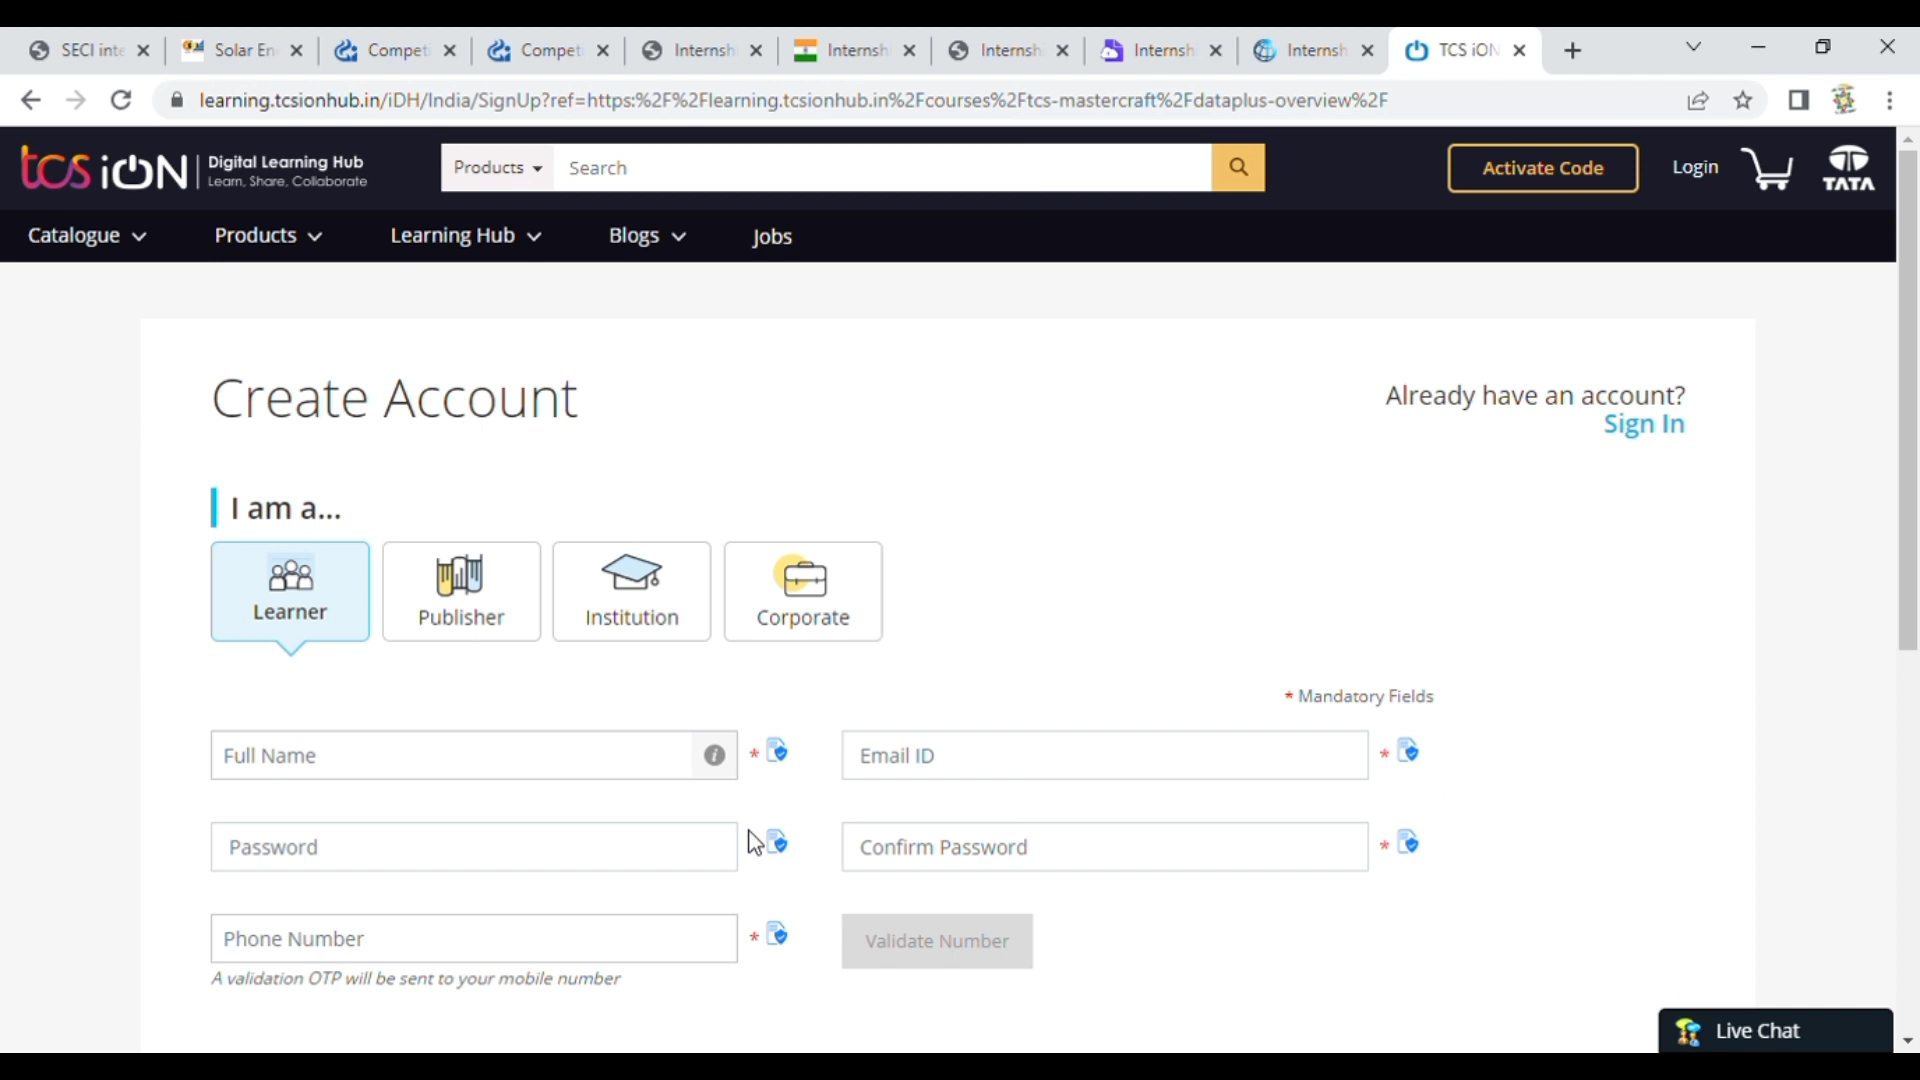 SECI inte
Solar En
Compet
Compet
Internsh
Internsh
Internshi
Internshi
Internsh
TCS iON
learning.tcsionhub.in/iDH/India/SignUp?ref=https:%2F%2Flearning.tcsionhub.in%2Fcourses%2Ftcs-mastercraft%2Fdataplus-overview%2F
tcs iON
Digital Learning Hub
Learn, Share, Collaborate
Products
Search
Activate Code
Login
TATA
Catalogue
Products
Learning Hub
Blogs
Jobs
Create Account
Already have an account?
Sign In
I am a...
Learner
Publisher
Institution
Corporate
* Mandatory Fields
Full Name
i
*
Email ID
*
Password
Confirm Password
*
Phone Number
*
Validate Number
A validation OTP will be sent to your mobile number
Live Chat